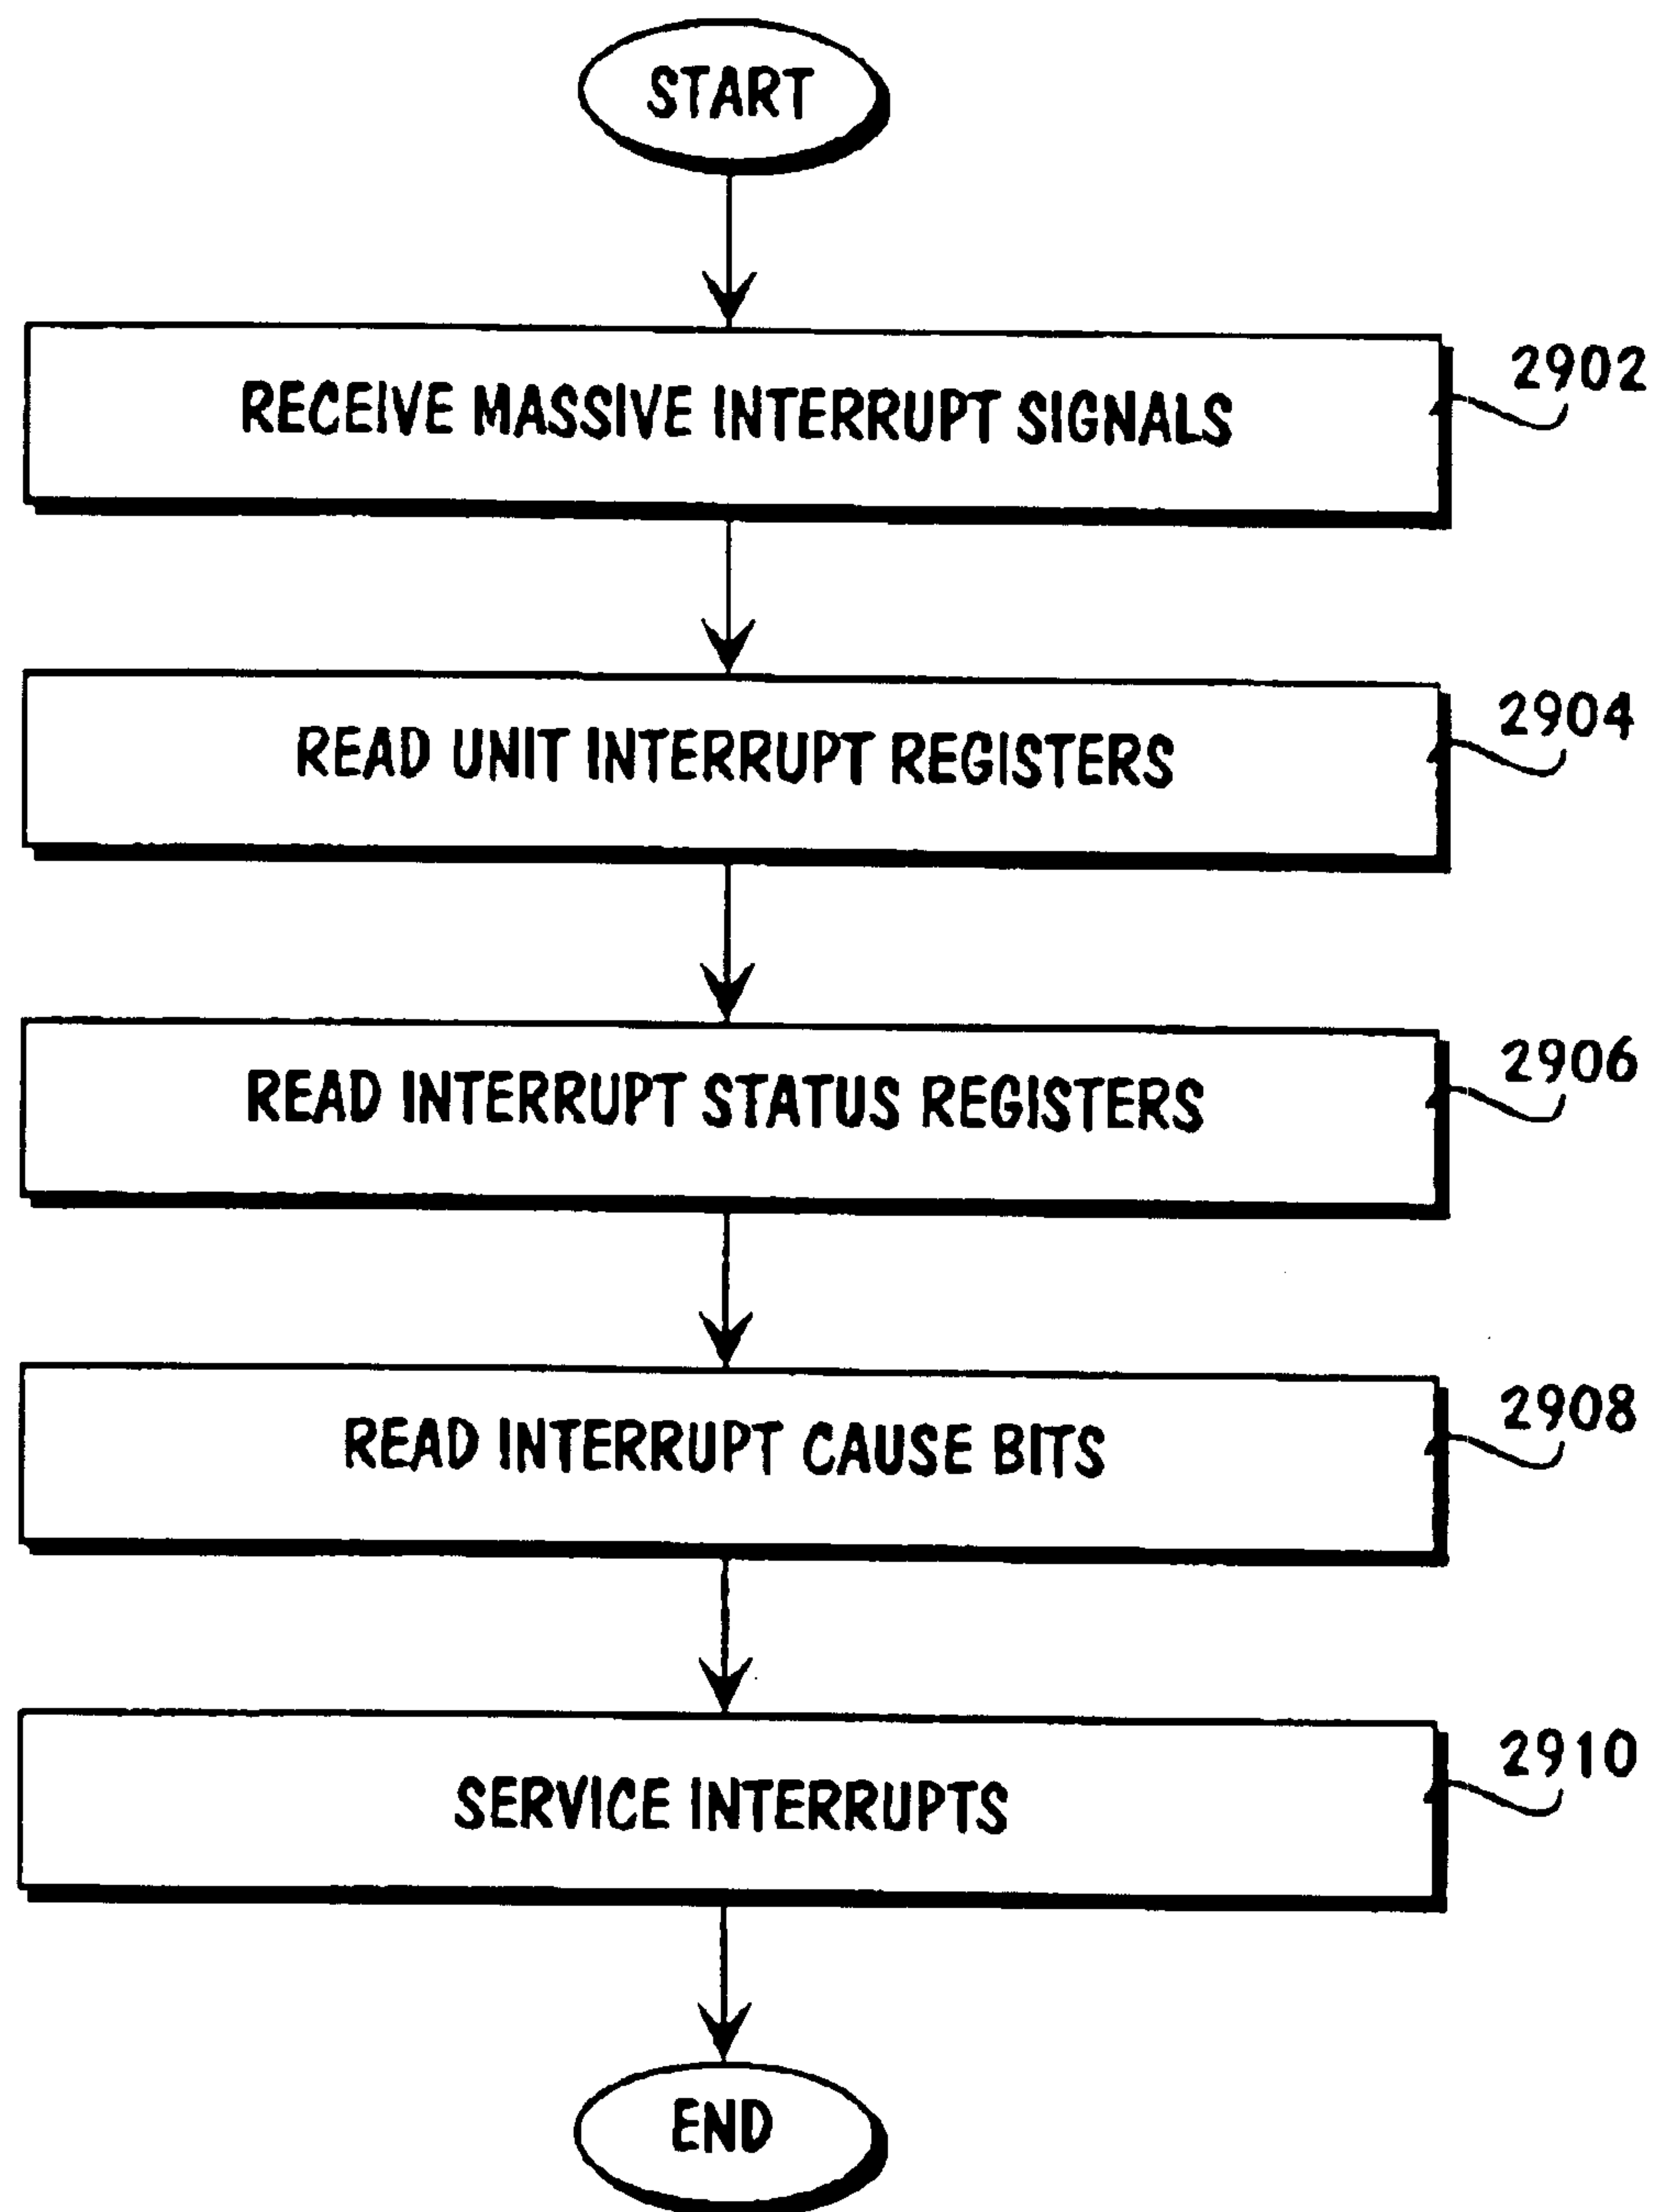 START
RECEIVE MASSIVE INTERRUPT SIGNALS
2902
READ UNIT INTERRUPT REGISTERS
2904
READ INTERRUPT STATUS REGISTERS
2906
READ INTERRUPT CAUSE BITS
2908
SERVICE INTERRUPTS
2910
END